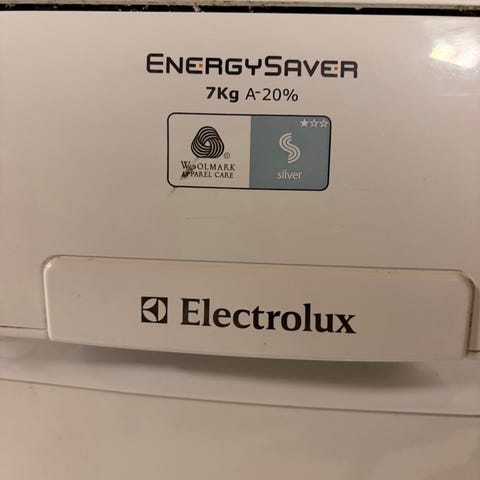 ENERGYSAVER
7Kg A-20%
WOOLMARK
APPAREL CARE
®
silver
Electrolux